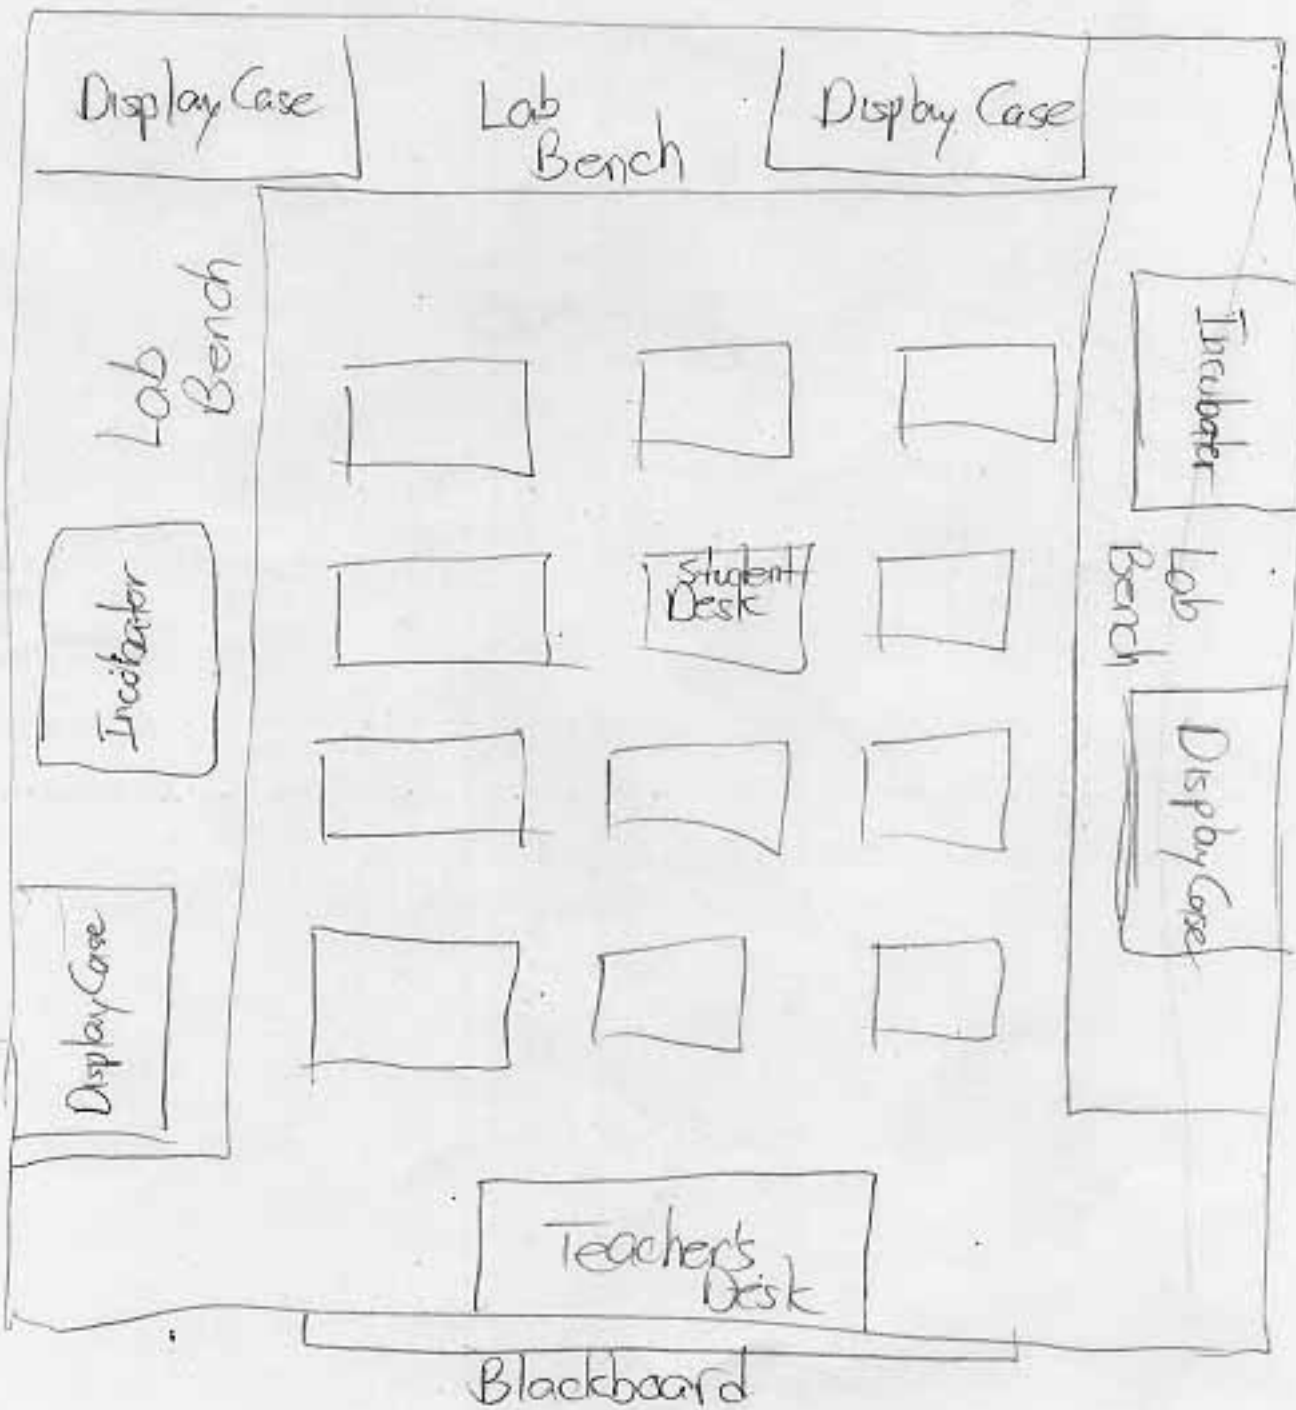 Display Case
Lab
Bench
Display Case
Lab
Bench
Incubater
Student
Desk
Lab
Bench
Incubator
Display Case
Display Case
Teacher's
Desk
Blackboard